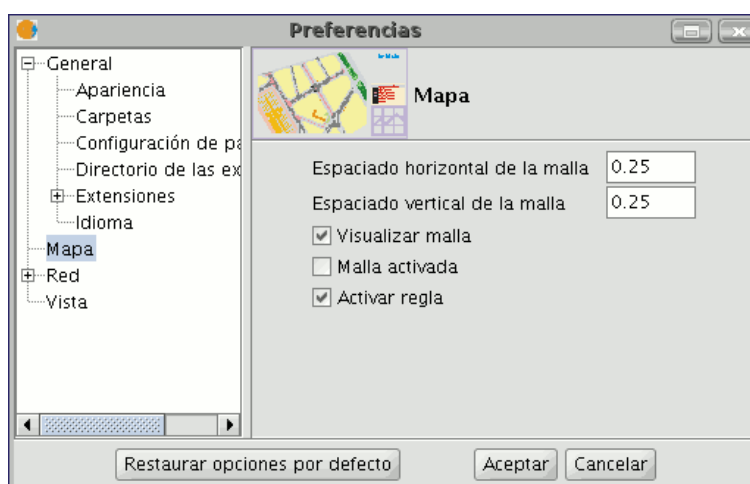 Preferencias
General
Apariencia
Carpetas
Configuración de pa
Directorio de las ex
Extensiones
Idioma
Mapa
Red
Vista
Mapa
Espaciado horizontal de la malla 0.25
Espaciado vertical de la malla 0.25
Visualizar malla
Malla activada
Activar regla
Restaurar opciones por defecto Aceptar Cancelar